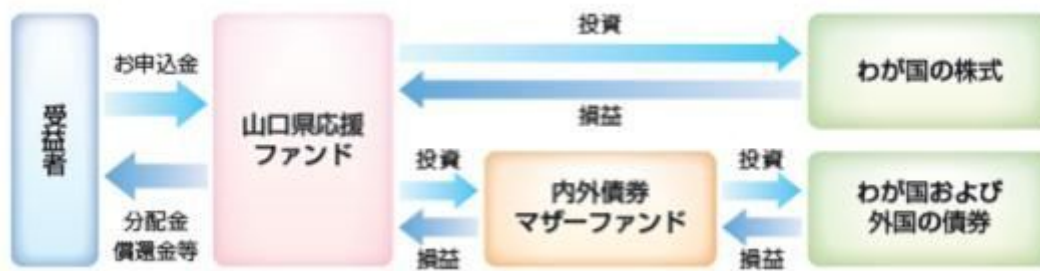 受益者
お申込金
分配金
償還金等
山口県応援
ファンド
投資
損益
わが国の株式
投資
損益
内外債券
マザーファンド
投資
損益
わが国および
外国の債券